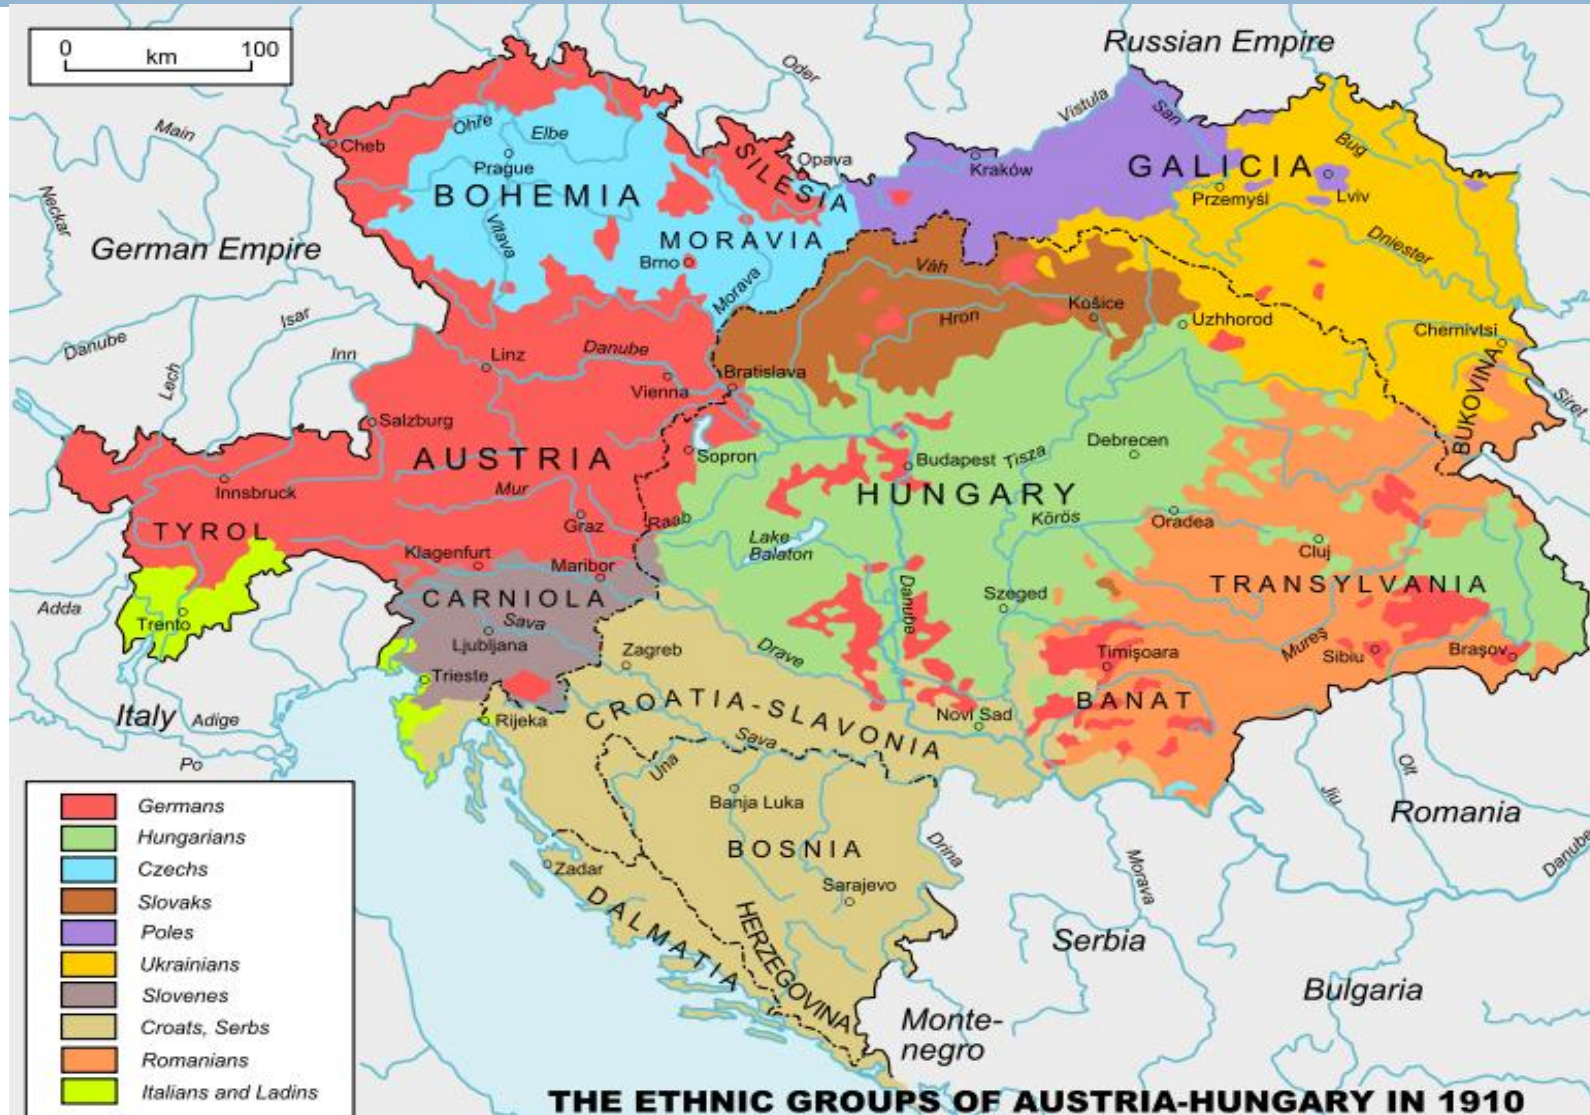 0 100
km
Russian Empire
Oder
Vistula
San
Bug
Main
Ohře
Elbe
Cheb
Prague
SILESIA
Opava
Kraków
GALICIA
Przemyśl
Lviv
Neckar
BOHEMIA
German Empire
Vltava
MORAVIA
Brno
Morava
Dniester
Váh
Hron
Košice
Uzhhorod
Chernivtsi
BUKOVINA
Siret
Danube
Isar
Inn
Lech
Linz
Danube
Vienna
Bratislava
Salzburg
AUSTRIA
Sopron
Budapest
Tisza
Debrecen
Innsbruck
Mur
HUNGARY
Graz
Raab
Körös
Oradea
TYROL
Klagenfurt
Maribor
Lake
Balaton
Cluj
TRANSYLVANIA
Danube
Szeged
Adda
Trento
CARNIOLA
Sava
Ljubljana
Zagreb
Drave
Timișoara
Mureș
Sibiu
Brașov
Trieste
Italy
Adige
Rijeka
CROATIA-SLAVONIA
Novi Sad
BANAT
Po
Sava
Una
Banja Luka
Jiu
Olt
Romania
Danube
BOSNIA
Drina
Morava
Zadar
Sarajevo
DALMATIA
HERZEGOVINA
Serbia
Bulgaria
Monte-
negro
Germans
Hungarians
Czechs
Slovaks
Poles
Ukrainians
Slovenes
Croats, Serbs
Romanians
Italians and Ladins
THE ETHNIC GROUPS OF AUSTRIA-HUNGARY IN 1910